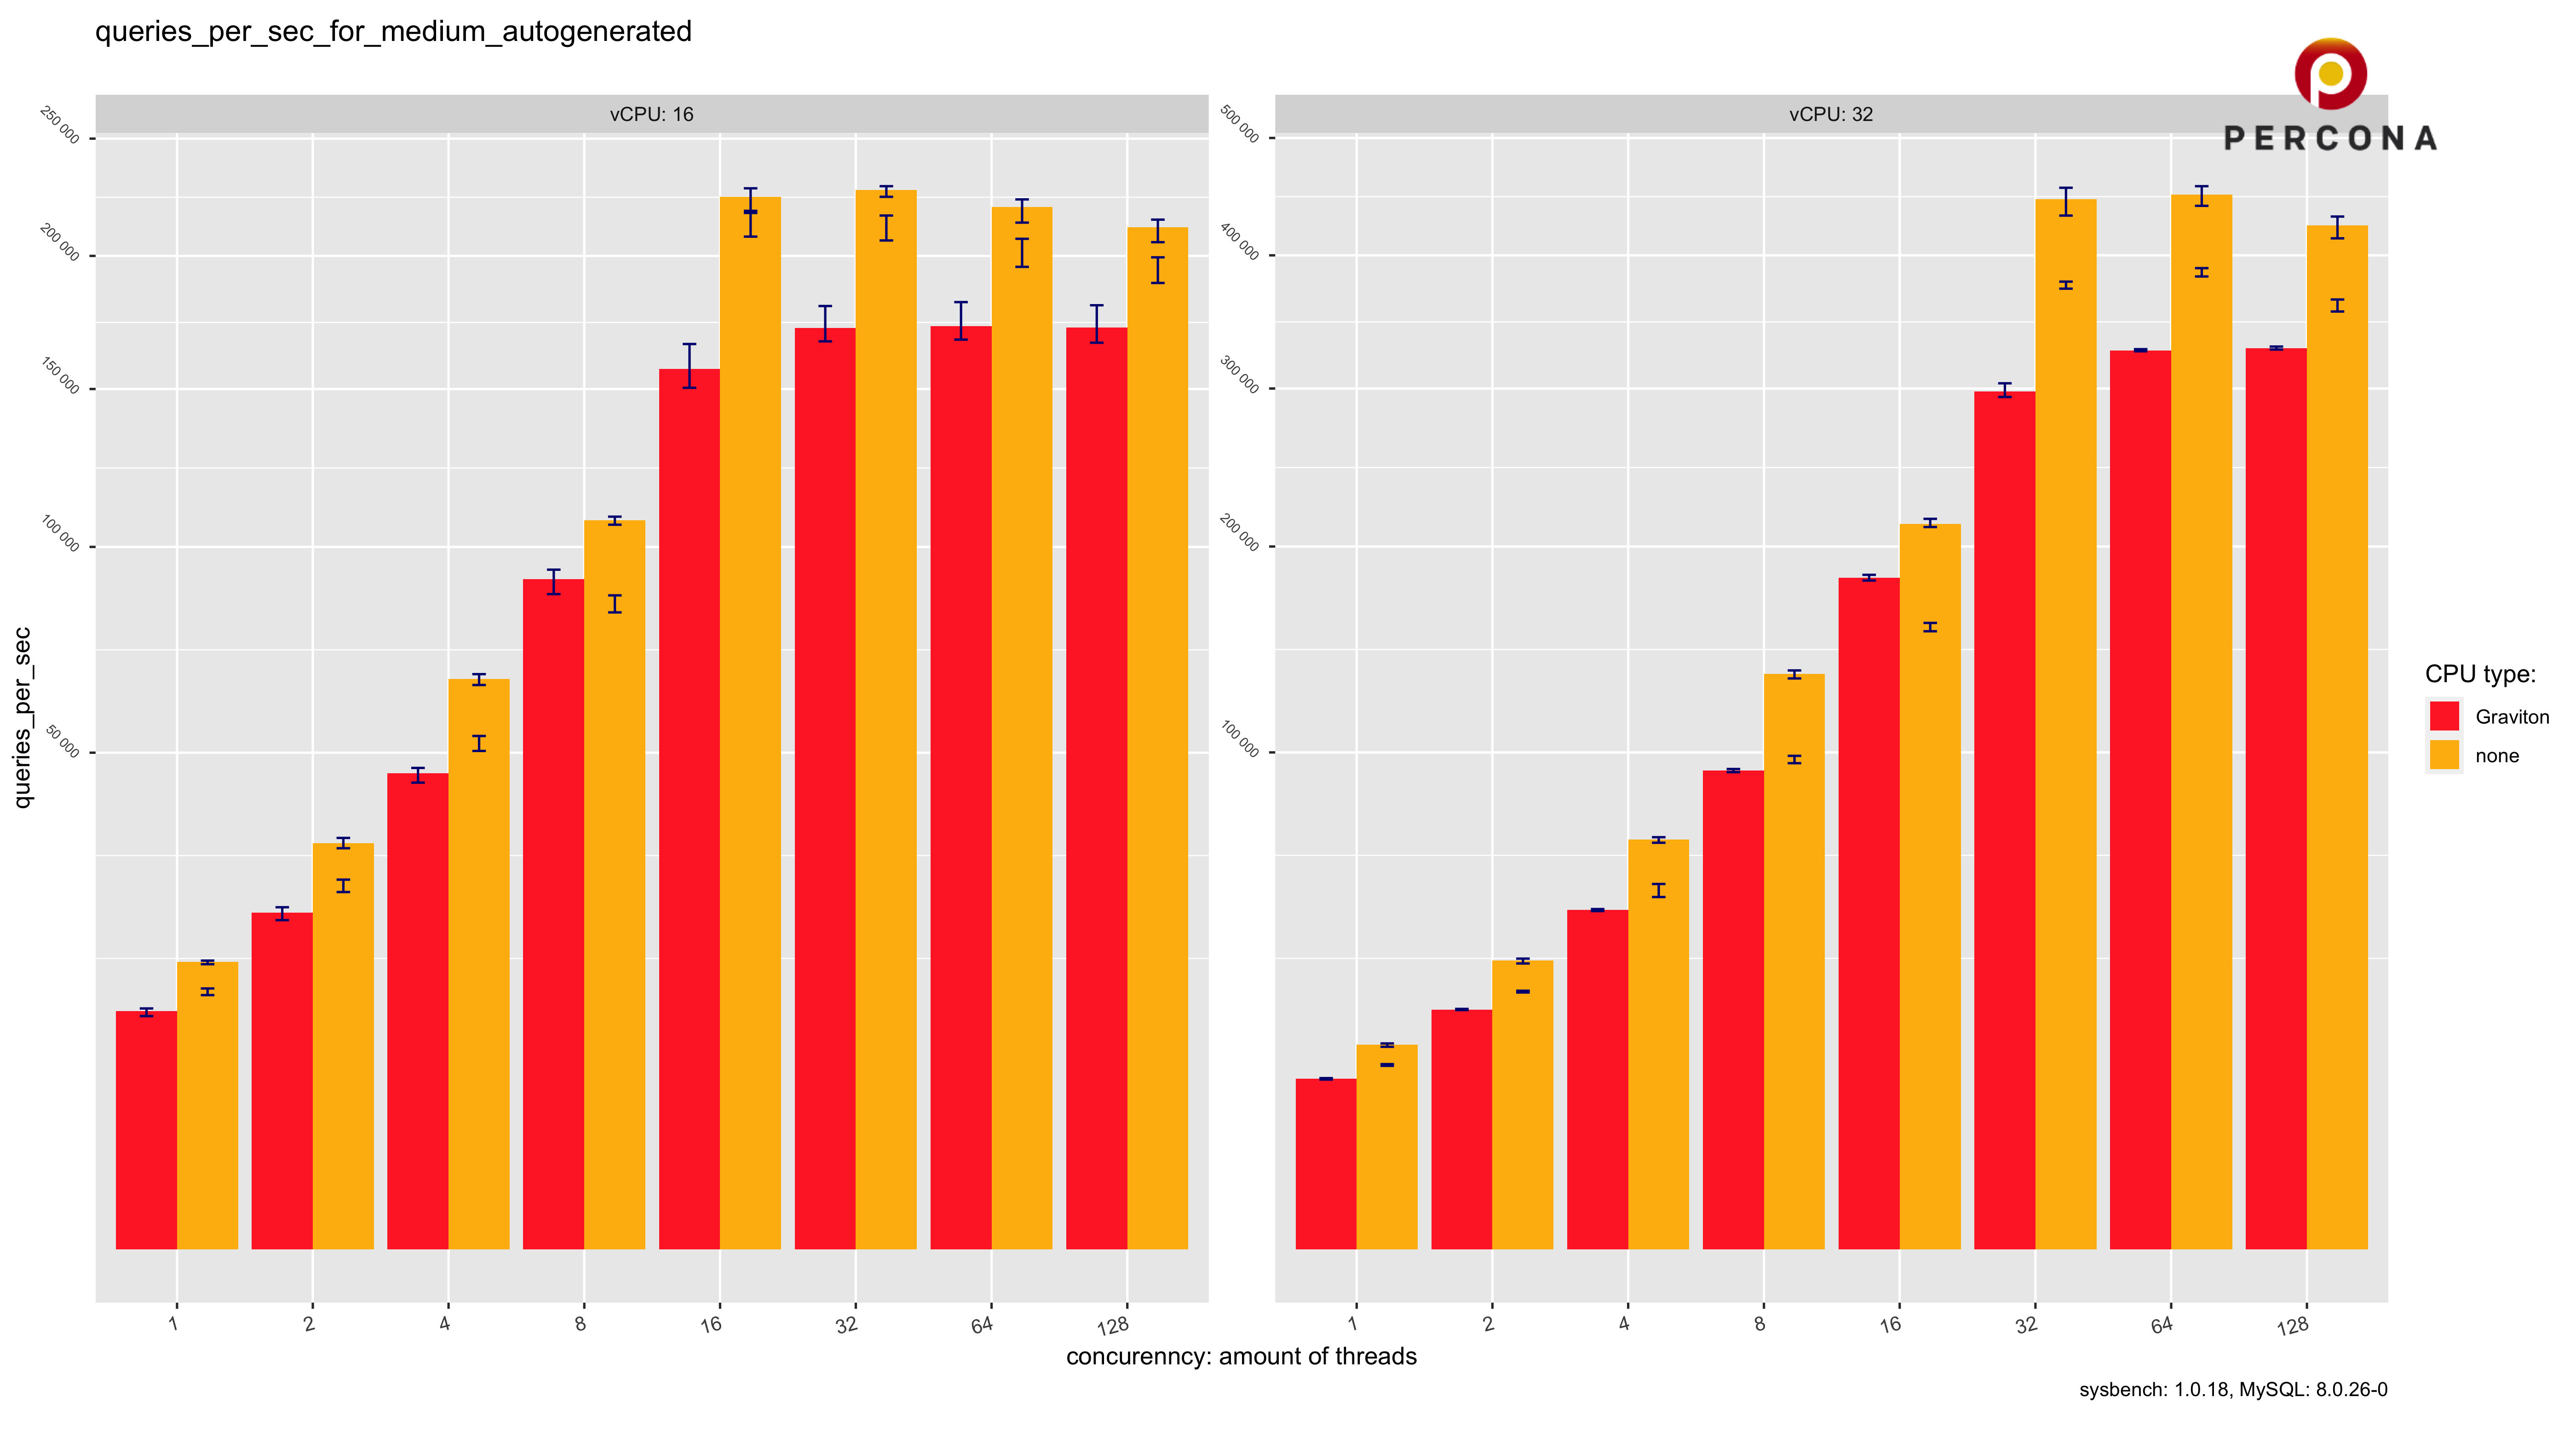 queries_per_sec_for_medium_autogenerated
PERCONA
vCPU: 16
vCPU: 32
queries_per_sec
250 000
200 000
150 000
100 000
50 000
500 000
400 000
300 000
200 000
100 000
1 2 4 8 16 32 64 128
1 2 4 8 16 32 64 128
concurenncy: amount of threads
CPU type:
Graviton
none
sysbench: 1.0.18, MySQL: 8.0.26-0